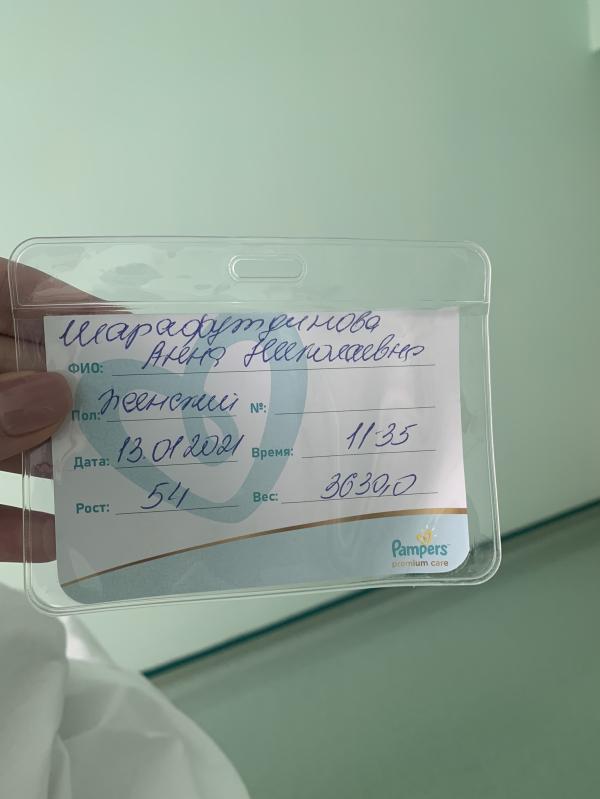 Шарафутдинова
ФИО: Анна Николаевна
Пол: Женский №:
Дата: 13.01 2021 Время: 11-35
Рост: 54 Вес: 3630,0
Pampers
premium care